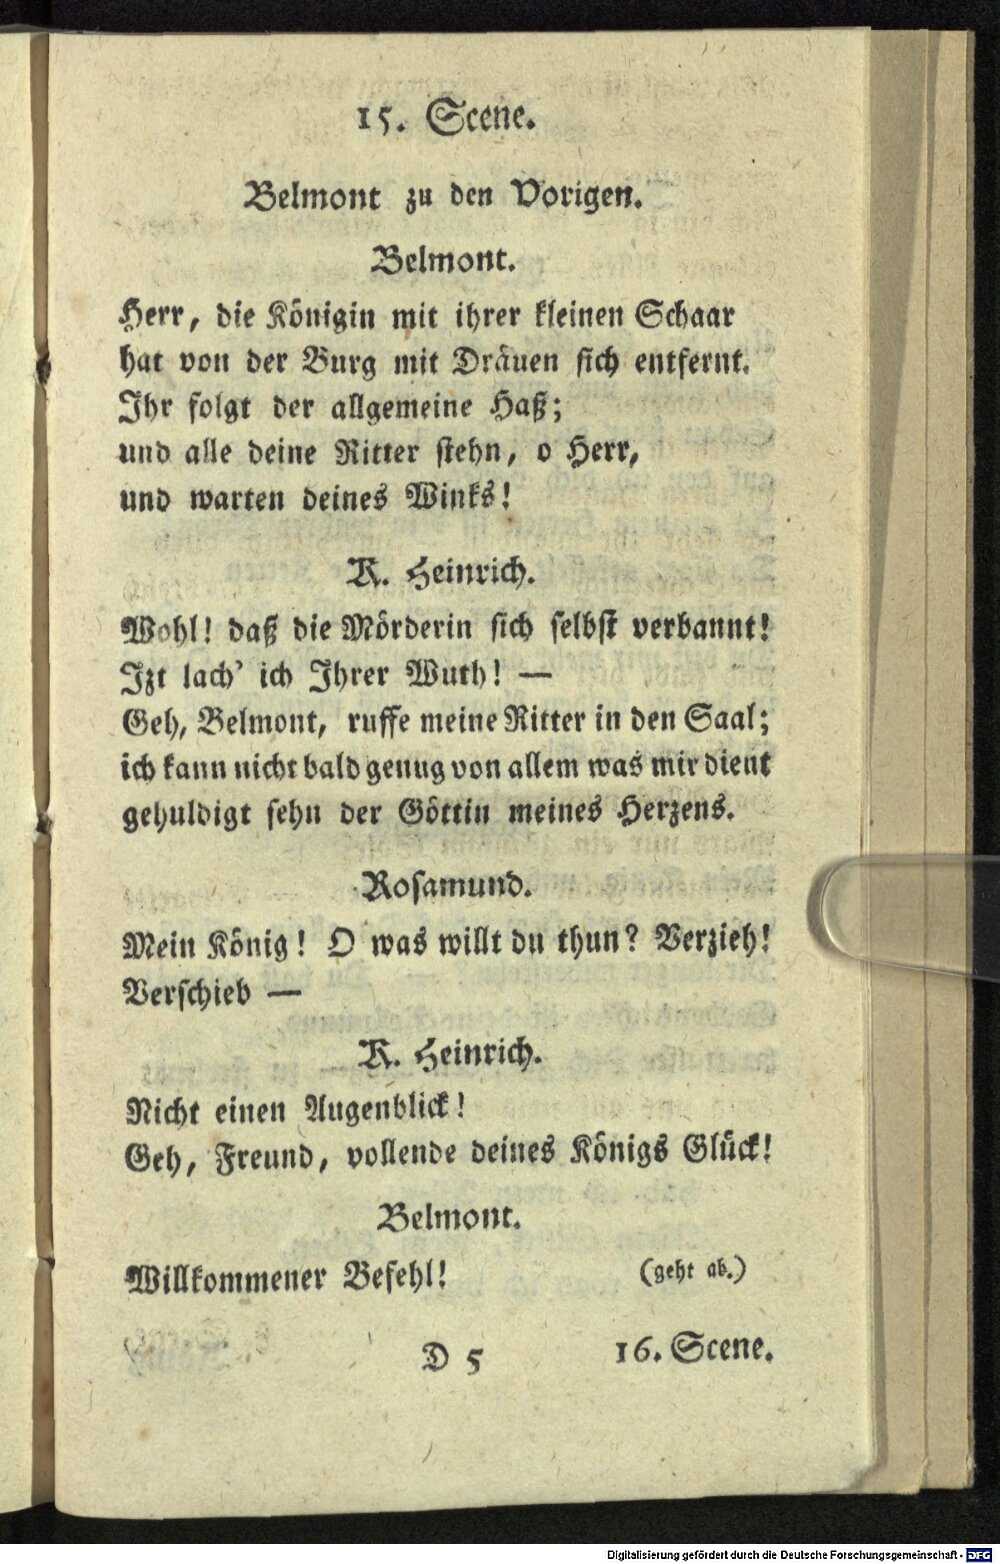 15. Scene.
Belmont zu den Vorigen.
Belmont.
Herr, die Königin mit ihrer kleinen Schaar
hat von der Burg mit Dräuen sich entfernt.
Ihr folgt der allgemeine Haß;
und alle deine Ritter stehn, o Herr,
und warten deines Winks!
K. Heinrich.
Wohl! daß die Mörderin sich selbst verbannt!
Izt lach' ich Ihrer Wuth! —
Geh, Belmont, ruffe meine Ritter in den Saal;
ich kann nicht bald genug von allem was mir dient
gehuldigt sehn der Göttin meines Herzens.
Rosamund.
Mein König! O was willt du thun? Verzieh!
Verschieb —
K. Heinrich.
Nicht einen Augenblick!
Geh, Freund, vollende deines Königs Glück!
Belmont.
Willkommener Befehl! (geht ab.)
D 5 16. Scene.
Digitalisierung gefördert durch die Deutsche Forschungsgemeinschaft - DFG